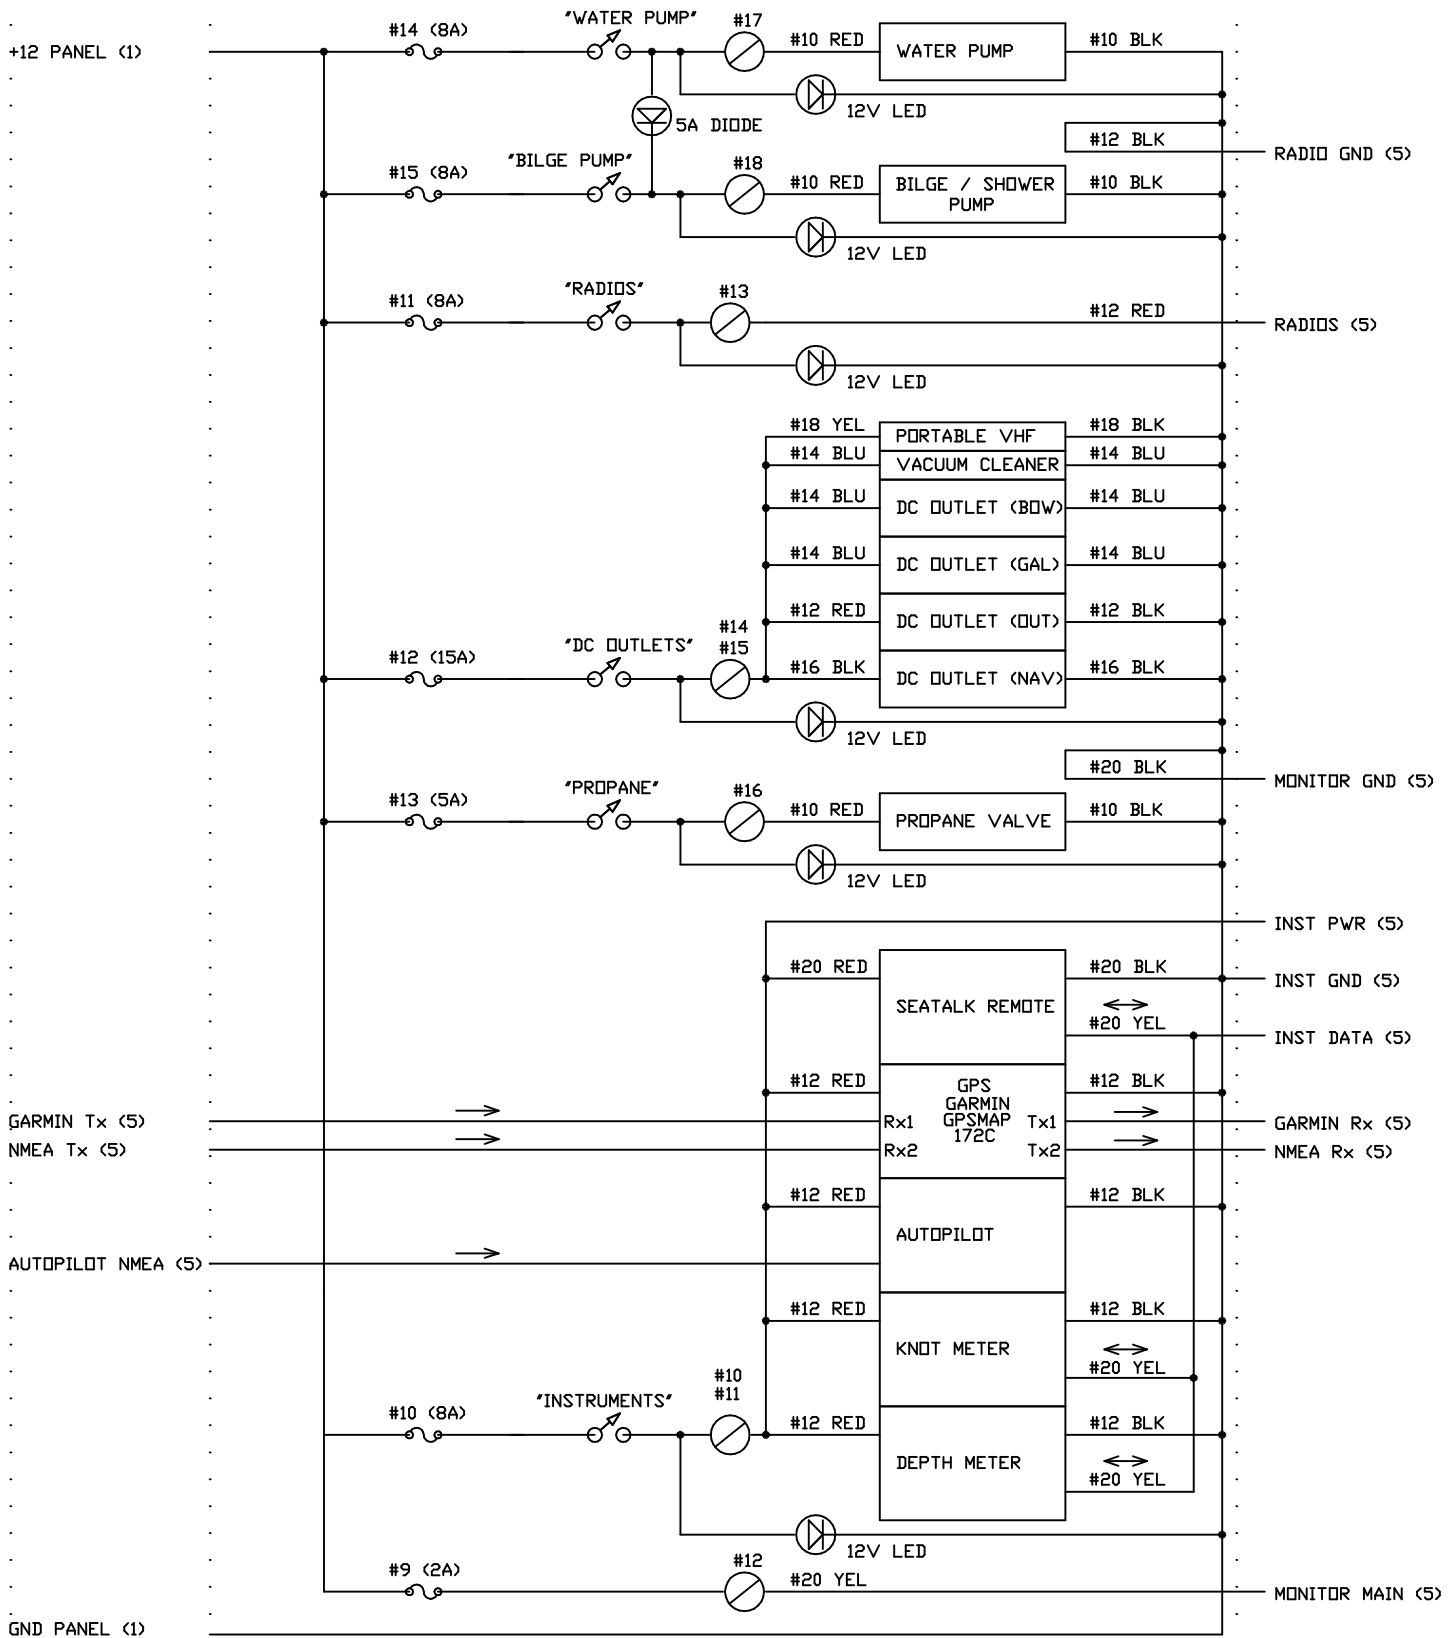 "WATER PUMP"
#17
#14 (8A)
#10 RED
#10 BLK
+12 PANEL (1)
WATER PUMP
12V LED
5A DIODE
#12 BLK
RADIO GND (5)
"BILGE PUMP"
#18
#15 (8A)
#10 RED
BILGE / SHOWER
PUMP
#10 BLK
12V LED
"RADIOS"
#13
#11 (8A)
#12 RED
RADIOS (5)
12V LED
#18 YEL
PORTABLE VHF
#18 BLK
#14 BLU
VACUUM CLEANER
#14 BLU
#14 BLU
DC OUTLET (BOW)
#14 BLU
#14 BLU
DC OUTLET (GAL)
#14 BLU
#12 RED
DC OUTLET (OUT)
#12 BLK
"DC OUTLETS"
#14
#15
#12 (15A)
#16 BLK
DC OUTLET (NAV)
#16 BLK
12V LED
#20 BLK
MONITOR GND (5)
"PROPANE"
#16
#13 (5A)
#10 RED
PROPANE VALVE
#10 BLK
12V LED
INST PWR (5)
#20 RED
#20 BLK
INST GND (5)
SEATALK REMOTE
#20 YEL
INST DATA (5)
#12 RED
GPS
GARMIN
GPSMAP
172C
#12 BLK
GARMIN Tx (5)
Rx1
Tx1
GARMIN Rx (5)
NMEA Tx (5)
Rx2
Tx2
NMEA Rx (5)
#12 RED
#12 BLK
AUTOPILOT
AUTOPILOT NMEA (5)
#12 RED
#12 BLK
KNOT METER
#20 YEL
#10
#11
"INSTRUMENTS"
#10 (8A)
#12 RED
#12 BLK
DEPTH METER
#20 YEL
12V LED
#9 (2A)
#12
#20 YEL
MONITOR MAIN (5)
GND PANEL (1)